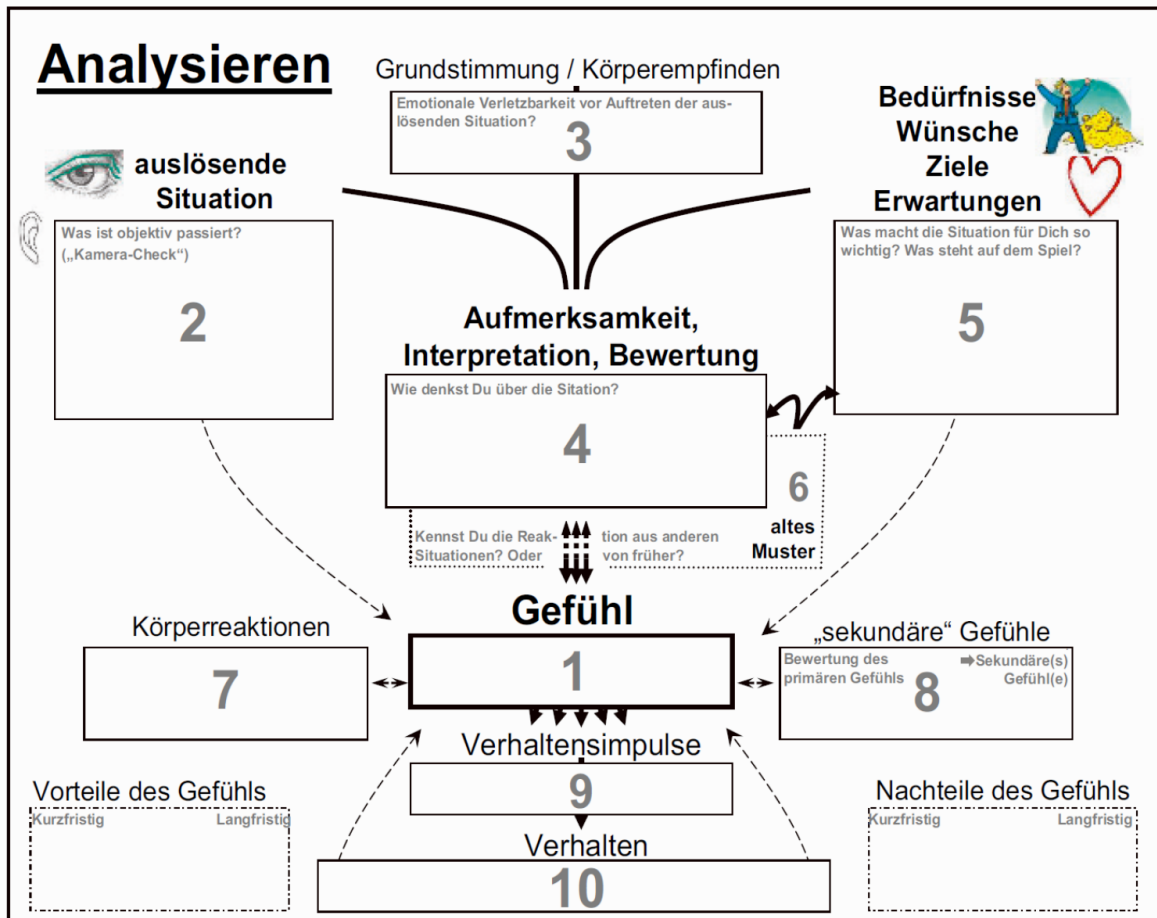 Analysieren
Grundstimmung / Körperempfinden
Emotionale Verletzbarkeit vor Auftreten der aus-
lösenden Situation?
3
auslösende
Situation
Was ist objektiv passiert?
(„Kamera-Check“)
2
Bedürfnisse
Wünsche
Ziele
Erwartungen
Was macht die Situation für Dich so
wichtig? Was steht auf dem Spiel?
5
Aufmerksamkeit,
Interpretation, Bewertung
Wie denkst Du über die Sitation?
4
6
altes
Muster
Kennst Du die Reak- tion aus anderen
Situationen? Oder von früher?
Gefühl
1
Körperreaktionen
7
„sekundäre“ Gefühle
Bewertung des ➡Sekundäre(s)
primären Gefühls Gefühl(e)
8
Verhaltensimpulse
9
Vorteile des Gefühls
Kurzfristig Langfristig
Nachteile des Gefühls
Kurzfristig Langfristig
Verhalten
10